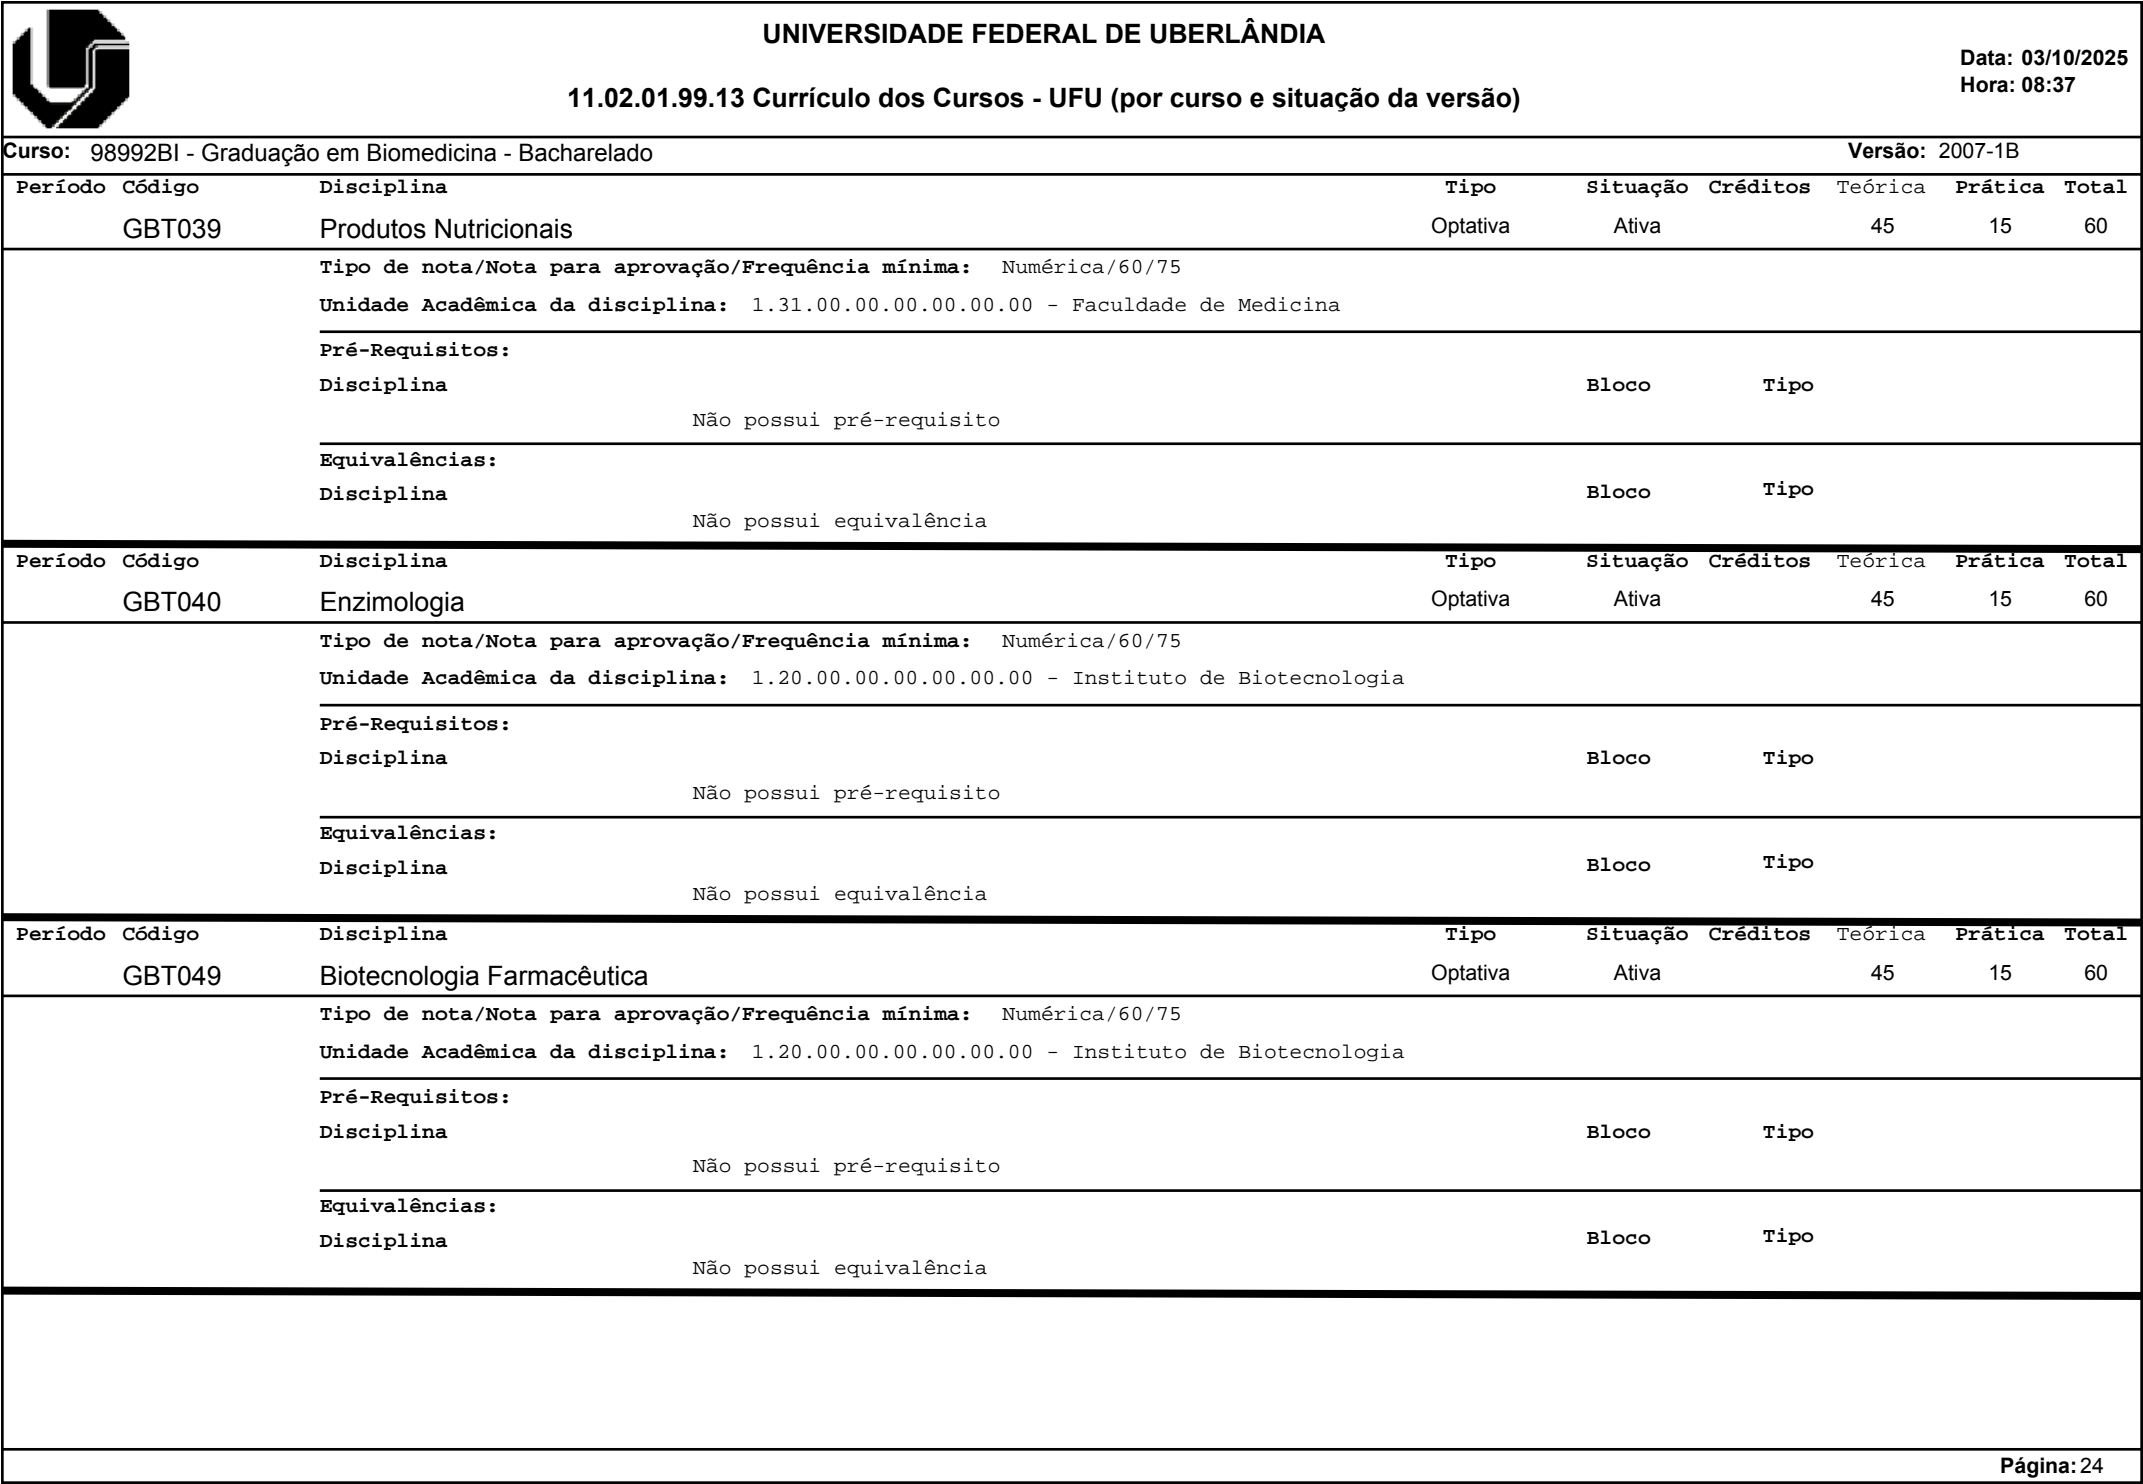 UNIVERSIDADE FEDERAL DE UBERLÂNDIA
Data: 03/10/2025
Hora: 08:37
11.02.01.99.13 Currículo dos Cursos - UFU (por curso e situação da versão)
Curso: 98992BI - Graduação em Biomedicina - Bacharelado Versão: 2007-1B
Período Código Disciplina Tipo Situação Créditos Teórica Prática Total
GBT039 Produtos Nutricionais Optativa Ativa 45 15 60
Tipo de nota/Nota para aprovação/Frequência mínima: Numérica/60/75
Unidade Acadêmica da disciplina: 1.31.00.00.00.00.00.00 - Faculdade de Medicina
Pré-Requisitos:
Disciplina Bloco Tipo
Não possui pré-requisito
Equivalências:
Disciplina Bloco Tipo
Não possui equivalência
Período Código Disciplina Tipo Situação Créditos Teórica Prática Total
GBT040 Enzimologia Optativa Ativa 45 15 60
Tipo de nota/Nota para aprovação/Frequência mínima: Numérica/60/75
Unidade Acadêmica da disciplina: 1.20.00.00.00.00.00.00 - Instituto de Biotecnologia
Pré-Requisitos:
Disciplina Bloco Tipo
Não possui pré-requisito
Equivalências:
Disciplina Bloco Tipo
Não possui equivalência
Período Código Disciplina Tipo Situação Créditos Teórica Prática Total
GBT049 Biotecnologia Farmacêutica Optativa Ativa 45 15 60
Tipo de nota/Nota para aprovação/Frequência mínima: Numérica/60/75
Unidade Acadêmica da disciplina: 1.20.00.00.00.00.00.00 - Instituto de Biotecnologia
Pré-Requisitos:
Disciplina Bloco Tipo
Não possui pré-requisito
Equivalências:
Disciplina Bloco Tipo
Não possui equivalência
Página: 24